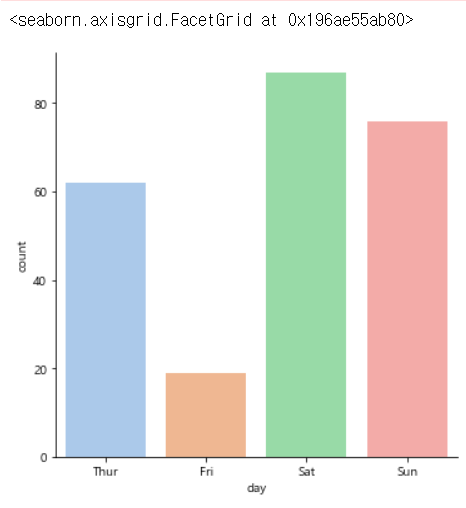 <seaborn.axisgrid.FacetGrid at 0x196ae55ab80>
80
60
count
40
20
0
Thur Fri Sat Sun
day